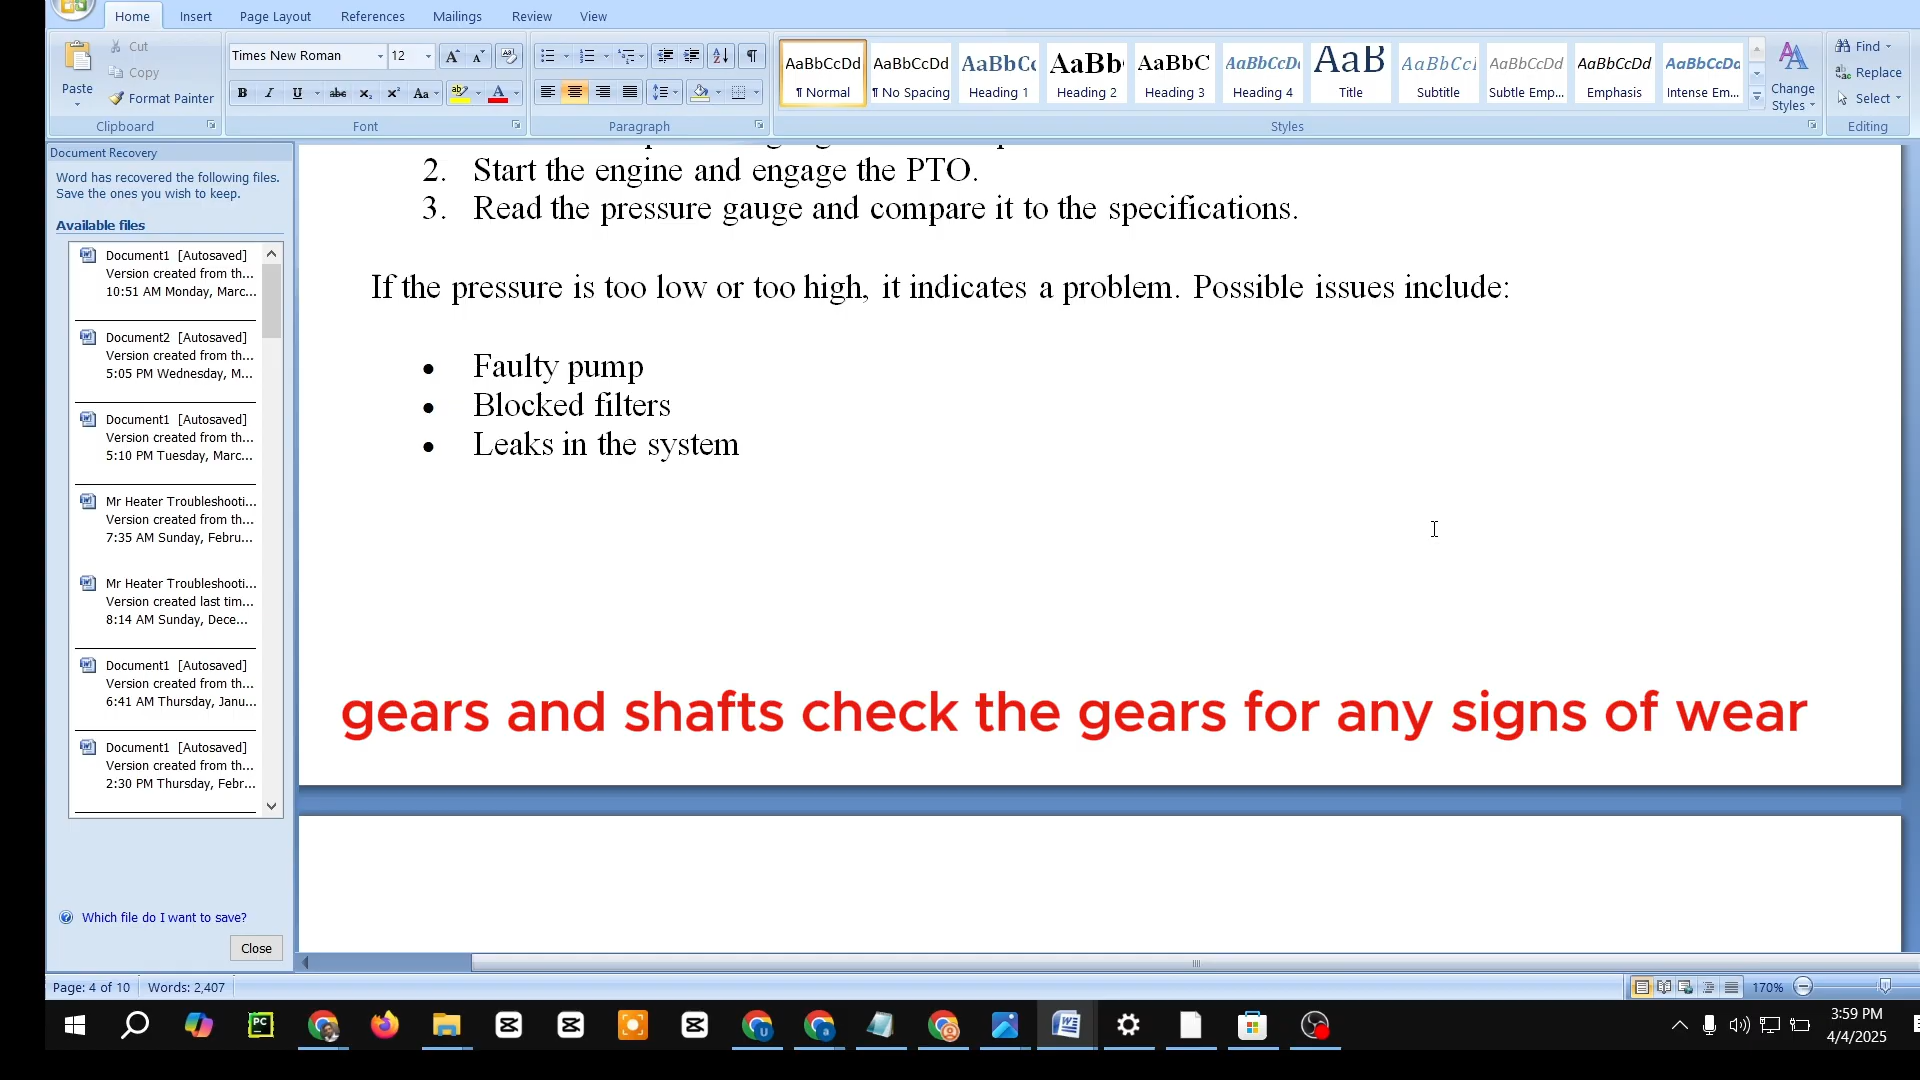 Home Insert Page Layout References Mailings Review View
Paste
Cut
Copy
Format Painter
Clipboard
Times New Roman 12
Font
Paragraph
AaBbCcDd AaBbCcDd AaBbCc AaBb AaBbC AaBbCcDc AaB AaBbCcl AaBbCcDd AaBbCcDd AaBbCcDc
¶ Normal ¶ No Spacing Heading 1 Heading 2 Heading 3 Heading 4 Title Subtitle Subtle Emp... Emphasis Intense Em...
Styles
Change
Styles
Find
Replace
Select
Editing
Document Recovery
Word has recovered the following files.
Save the ones you wish to keep.
Available files
Document1 [Autosaved]
Version created from th...
10:51 AM Monday, Marc...
Document2 [Autosaved]
Version created from th...
5:05 PM Wednesday, M...
Document1 [Autosaved]
Version created from th...
5:10 PM Tuesday, Marc...
Mr Heater Troubleshooti...
Version created from th...
7:35 AM Sunday, Febru...
Mr Heater Troubleshooti...
Version created last tim...
8:14 AM Sunday, Dece...
Document1 [Autosaved]
Version created from th...
6:41 AM Thursday, Janu...
Document1 [Autosaved]
Version created from th...
2:30 PM Thursday, Febr...
Which file do I want to save?
Close
2. Start the engine and engage the PTO.
3. Read the pressure gauge and compare it to the specifications.
If the pressure is too low or too high, it indicates a problem. Possible issues include:
• Faulty pump
• Blocked filters
• Leaks in the system
gears and shafts check the gears for any signs of wear
Page: 4 of 10 Words: 2,407
170%
3:59 PM
4/4/2025